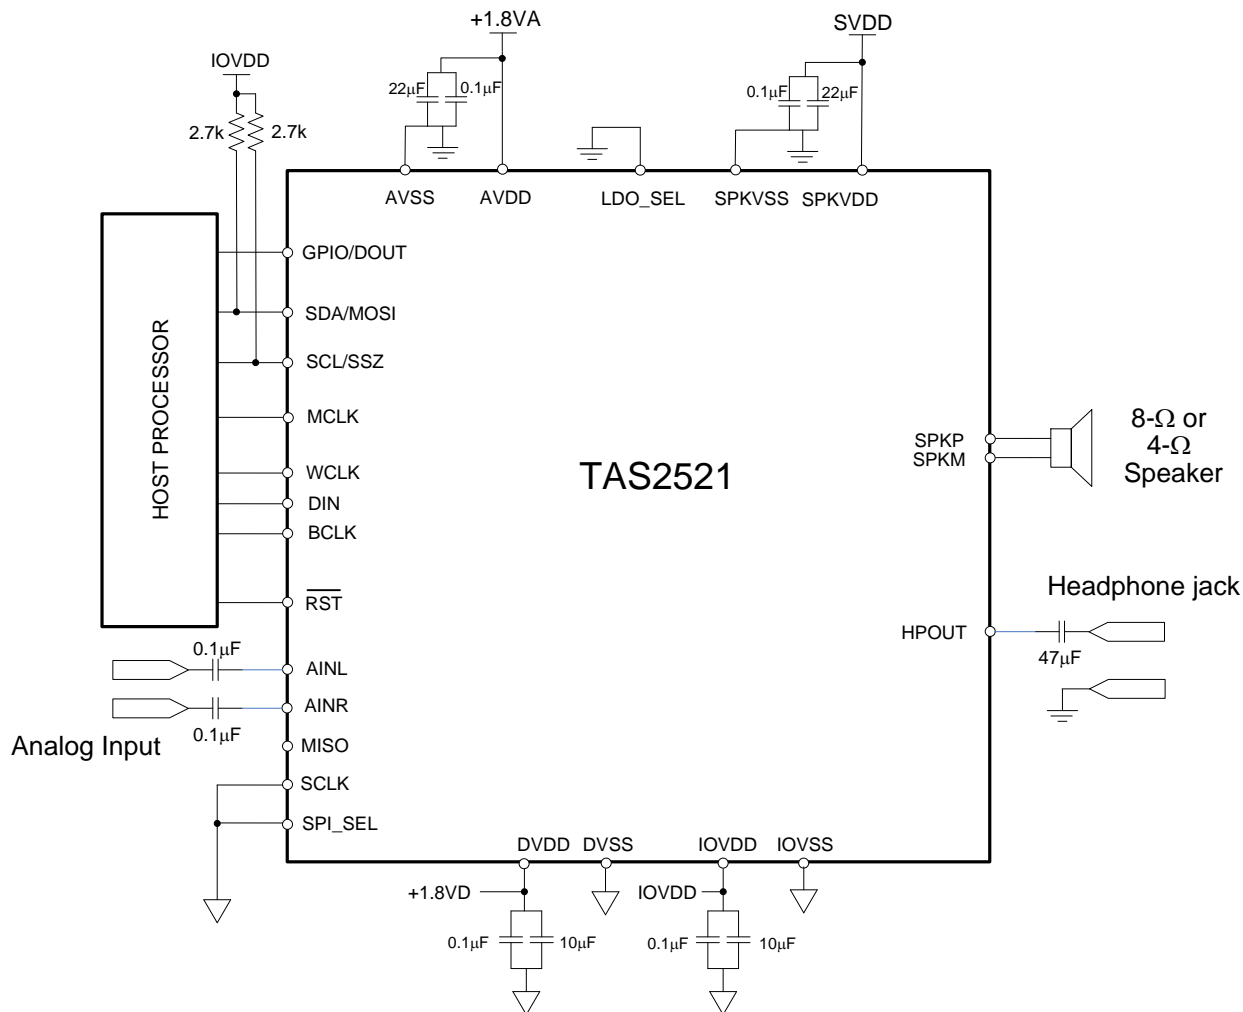 +1.8VA
SVDD
IOVDD
22μF
0.1μF
0.1μF
22μF
2.7k
2.7k
AVSS
AVDD
LDO_SEL
SPKVSS
SPKVDD
HOST PROCESSOR
GPIO/DOUT
SDA/MOSI
SCL/SSZ
MCLK
WCLK
DIN
BCLK
RST
TAS2521
SPKP
SPKM
8-Ω or
4-Ω
Speaker
Headphone jack
HPOUT
47μF
0.1μF
AINL
AINR
0.1μF
Analog Input
MISO
SCLK
SPI_SEL
DVDD
DVSS
IOVDD
IOVSS
+1.8VD
IOVDD
0.1μF
10μF
0.1μF
10μF